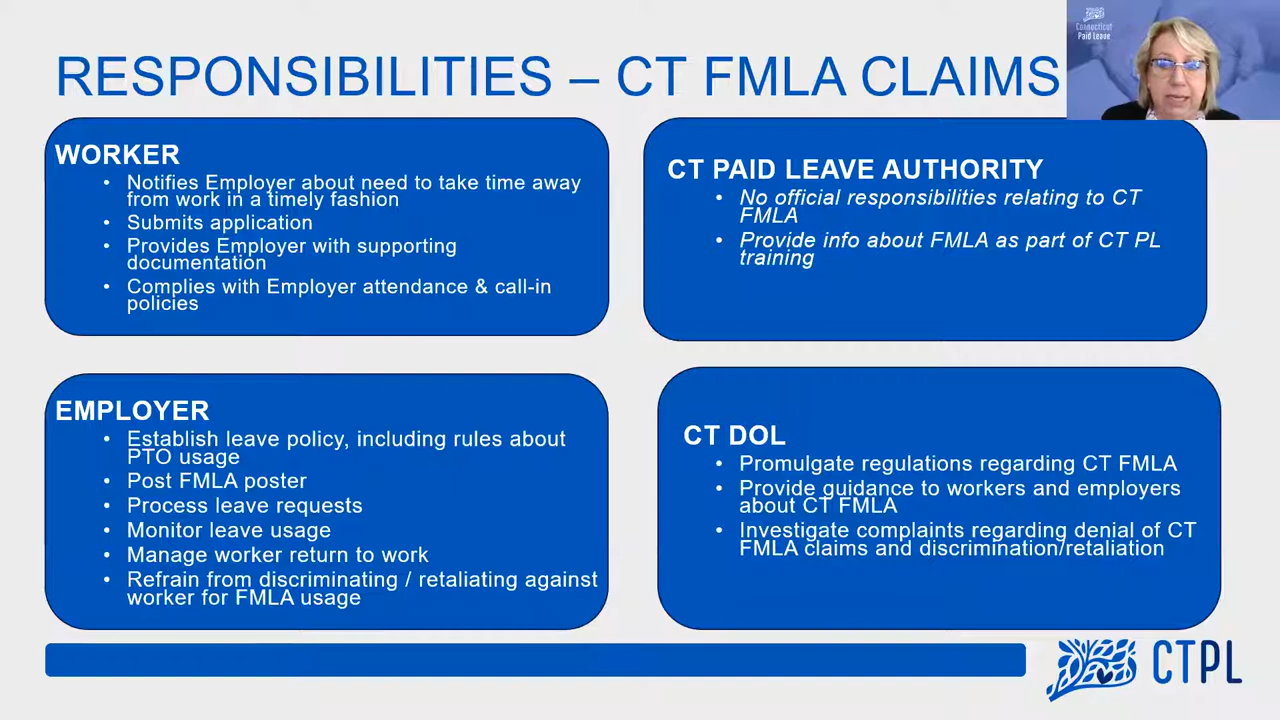 RESPONSIBILITIES – CT FMLA CLAIMS
Connecticut
Paid Leave
WORKER
• Notifies Employer about need to take time away
from work in a timely fashion
• Submits application
• Provides Employer with supporting
documentation
• Complies with Employer attendance & call-in
policies
CT PAID LEAVE AUTHORITY
• No official responsibilities relating to CT
FMLA
• Provide info about FMLA as part of CT PL
training
EMPLOYER
• Establish leave policy, including rules about
PTO usage
• Post FMLA poster
• Process leave requests
• Monitor leave usage
• Manage worker return to work
• Refrain from discriminating / retaliating against
worker for FMLA usage
CT DOL
• Promulgate regulations regarding CT FMLA
• Provide guidance to workers and employers
about CT FMLA
• Investigate complaints regarding denial of CT
FMLA claims and discrimination/retaliation
CTPL